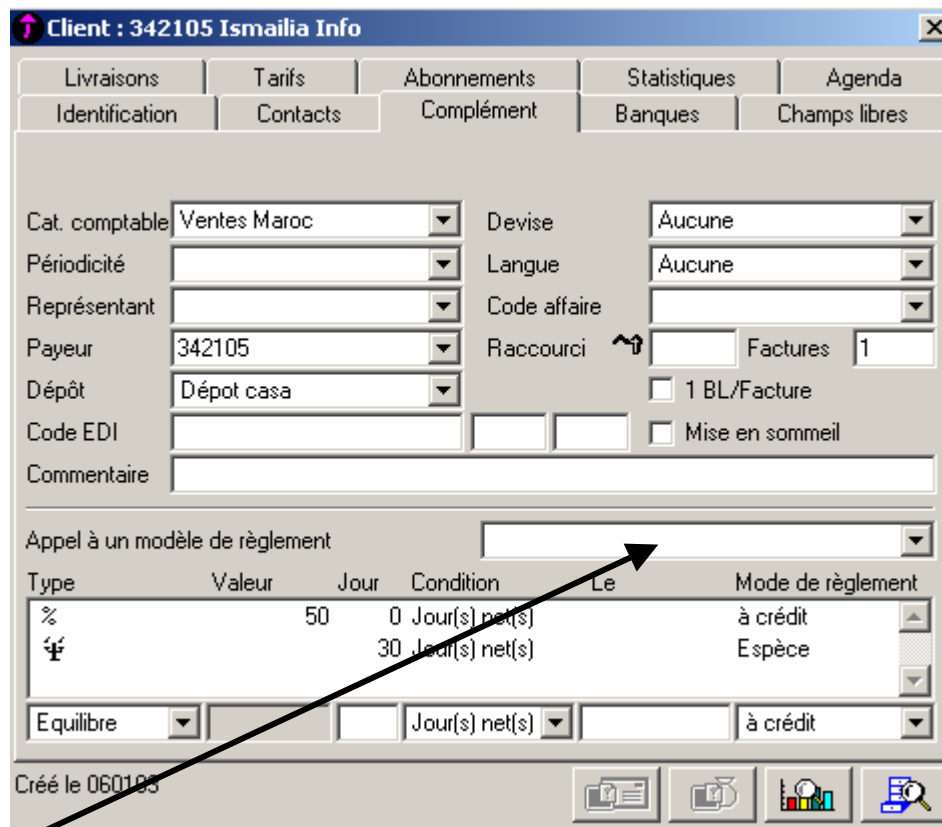 Client : 342105 Ismailia Info
Livraisons Tarifs Abonnements Statistiques Agenda
Identification Contacts Complément Banques Champs libres
Cat. comptable Ventes Maroc Devise Aucune
Périodicité Langue Aucune
Représentant Code affaire
Payeur 342105 Raccourci Factures 1
Dépôt Dépot casa 1 BL/Facture
Code EDI Mise en sommeil
Commentaire
Appel à un modèle de règlement
Type Valeur Jour Condition Le Mode de règlement
% 50 0 Jour(s) net(s) à crédit
30 Jour(s) net(s) Espèce
Equilibre Jour(s) net(s) à crédit
Créé le 060103